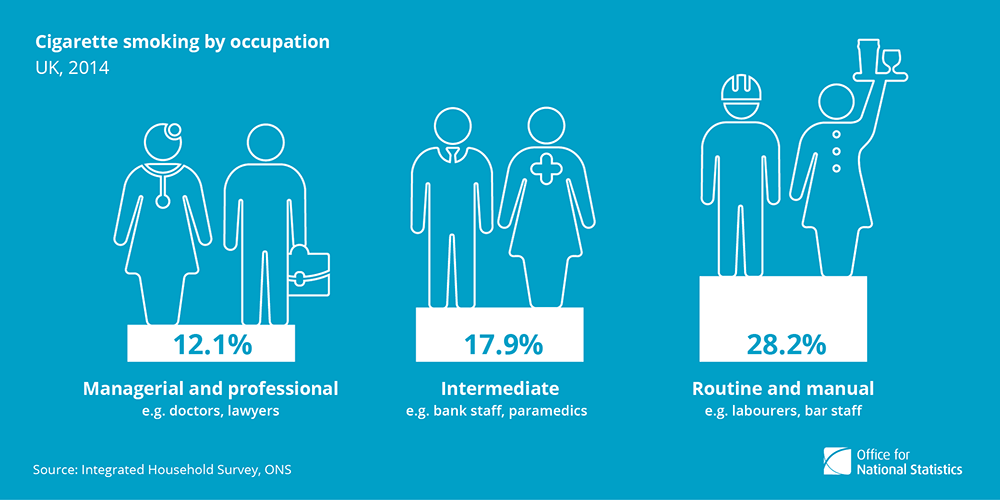 Cigarette smoking by occupation
UK, 2014
12.1%
17.9%
28.2%
Managerial and professional
e.g. doctors, lawyers
Intermediate
e.g. bank staff, paramedics
Routine and manual
e.g. labourers, bar staff
Source: Integrated Household Survey, ONS
Office for
National Statistics